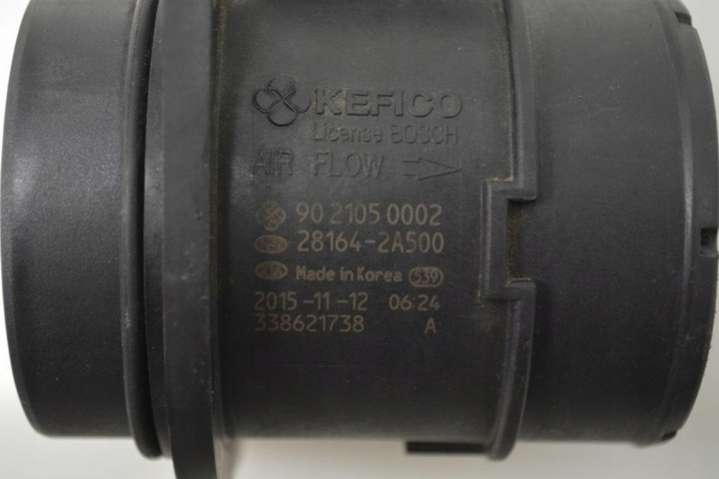 KEFICO
License BOSCH
AIR FLOW
90 2105 0002
28164-2A500
Made in Korea S39
2015-11-12 06:24
338621738 A